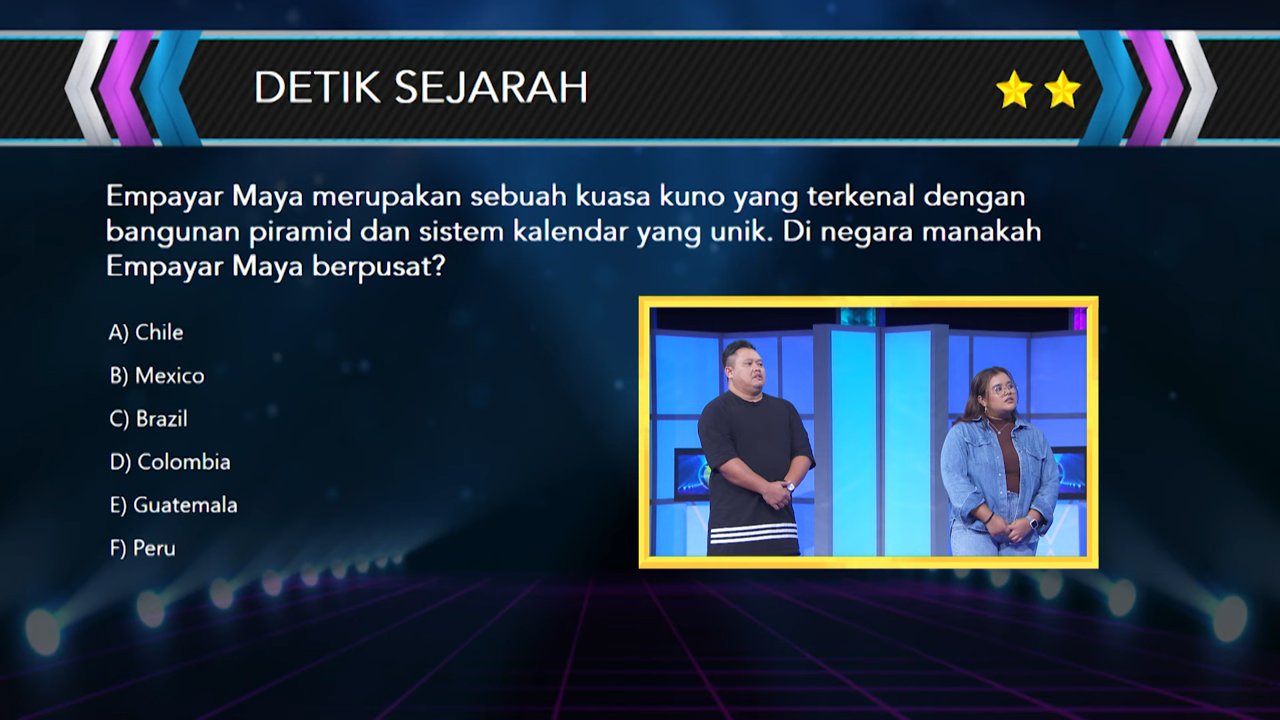 DETIK SEJARAH
Empayar Maya merupakan sebuah kuasa kuno yang terkenal dengan
bangunan piramid dan sistem kalendar yang unik. Di negara manakah
Empayar Maya berpusat?
A) Chile
B) Mexico
C) Brazil
D) Colombia
E) Guatemala
F) Peru